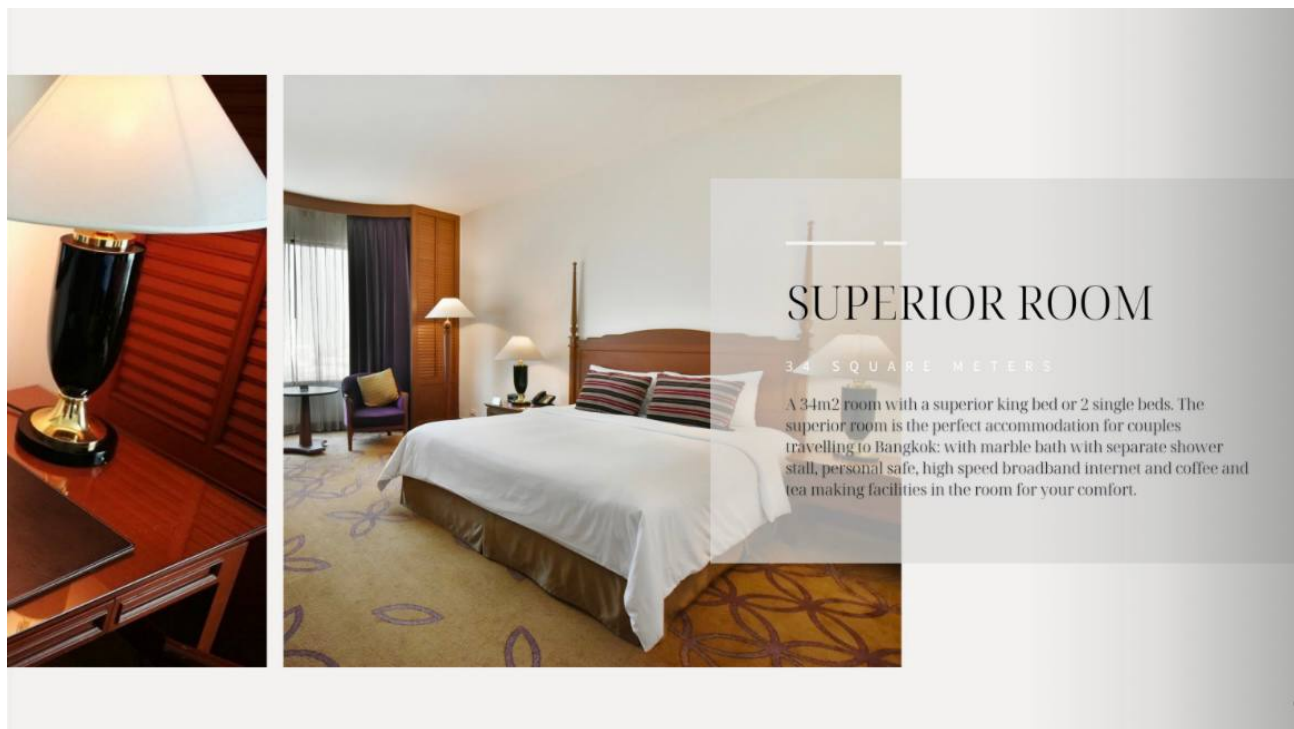 SUPERIOR ROOM
34 SQUARE METERS
A 34m2 room with a superior king bed or 2 single beds. The
superior room is the perfect accommodation for couples
travelling to Bangkok: with marble bath with separate shower
stall, personal safe, high speed broadband internet and coffee and
tea making facilities in the room for your comfort.